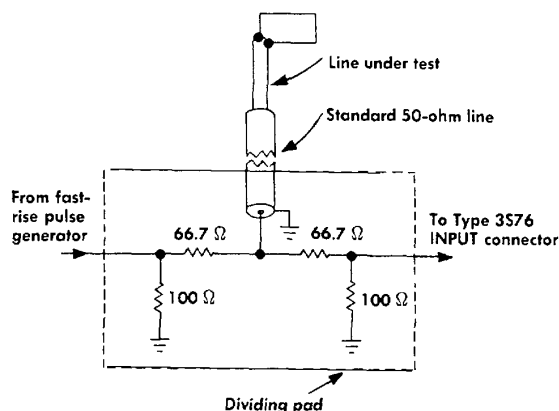 Line under test
Standard 50-ohm line
From fast-
rise pulse
generator
66.7 Ω
66.7 Ω
To Type 3S76
INPUT connector
100 Ω
100 Ω
Dividing pad